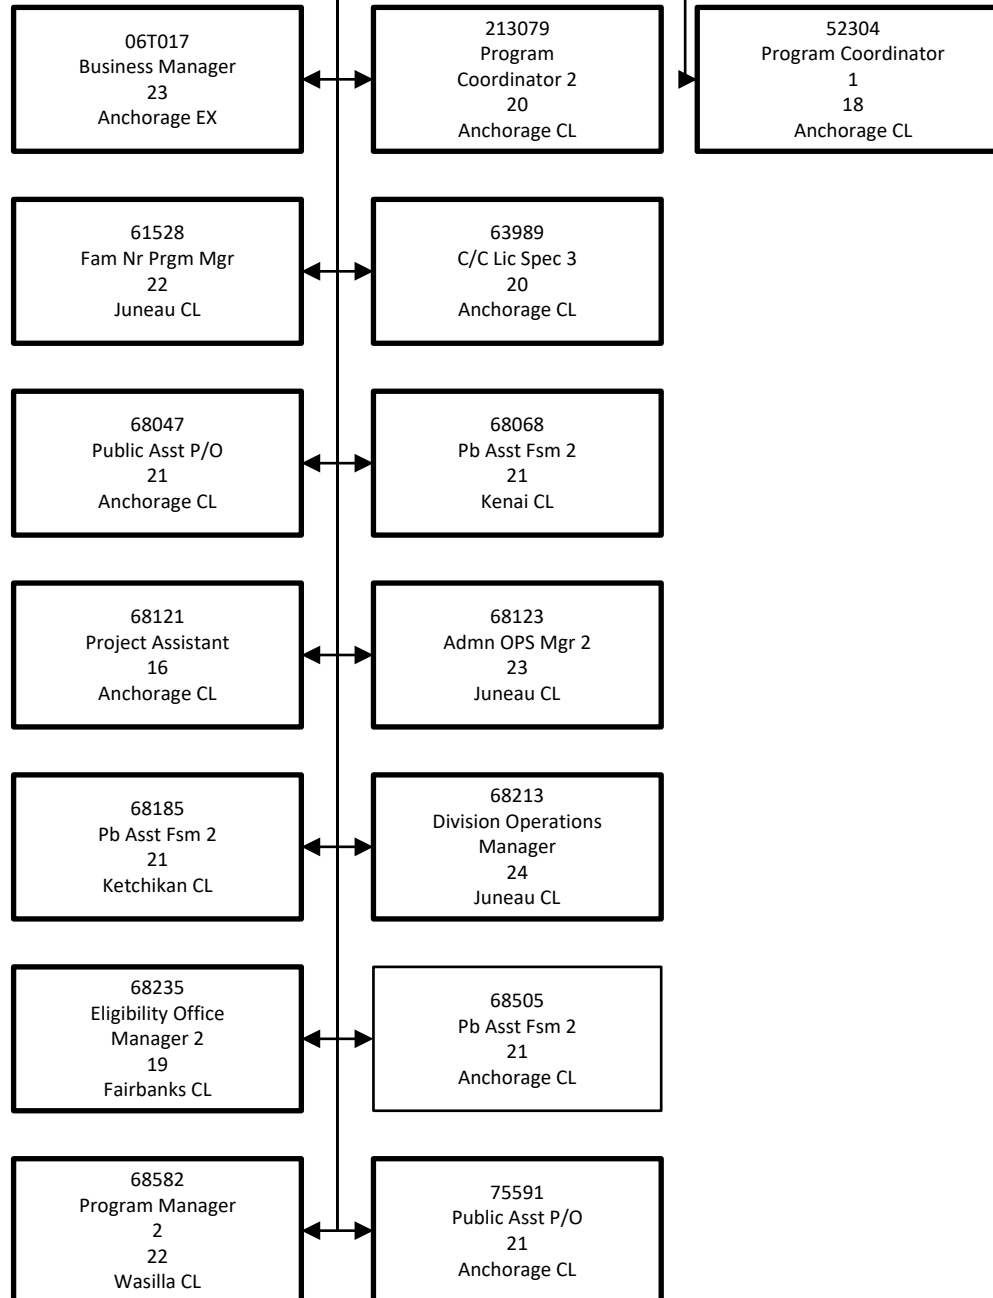 06T017
Business Manager
23
Anchorage EX
213079
Program
Coordinator 2
20
Anchorage CL
52304
Program Coordinator
1
18
Anchorage CL
61528
Fam Nr Prgm Mgr
22
Juneau CL
63989
C/C Lic Spec 3
20
Anchorage CL
68047
Public Asst P/O
21
Anchorage CL
68068
Pb Asst Fsm 2
21
Kenai CL
68121
Project Assistant
16
Anchorage CL
68123
Admn OPS Mgr 2
23
Juneau CL
68185
Pb Asst Fsm 2
21
Ketchikan CL
68213
Division Operations
Manager
24
Juneau CL
68235
Eligibility Office
Manager 2
19
Fairbanks CL
68505
Pb Asst Fsm 2
21
Anchorage CL
68582
Program Manager
2
22
Wasilla CL
75591
Public Asst P/O
21
Anchorage CL